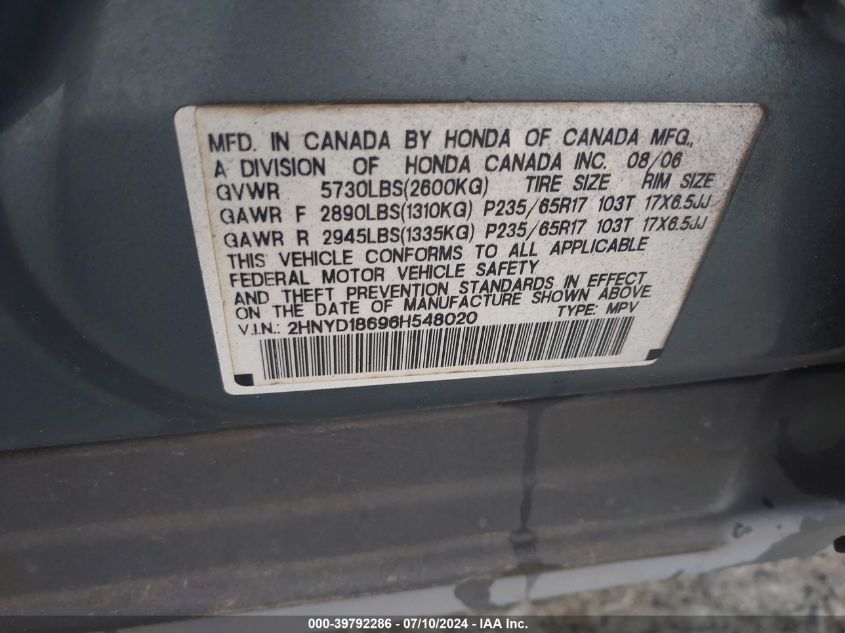 MFD. IN CANADA BY HONDA OF CANADA MFG.,
A DIVISION OF HONDA CANADA INC. 08/06
GVWR 5730LBS(2600KG) TIRE SIZE RIM SIZE
GAWR F 2890LBS(1310KG) P235/65R17 103T 17X6.5JJ
GAWR R 2945LBS(1335KG) P235/65R17 103T 17X6.5JJ
THIS VEHICLE CONFORMS TO ALL APPLICABLE
FEDERAL MOTOR VEHICLE SAFETY
AND THEFT PREVENTION STANDARDS IN EFFECT
ON THE DATE OF MANUFACTURE SHOWN ABOVE.
V.I.N.: 2HNYD18696H548020 TYPE: MPV
000-39792286 - 07/10/2024 - IAA Inc.